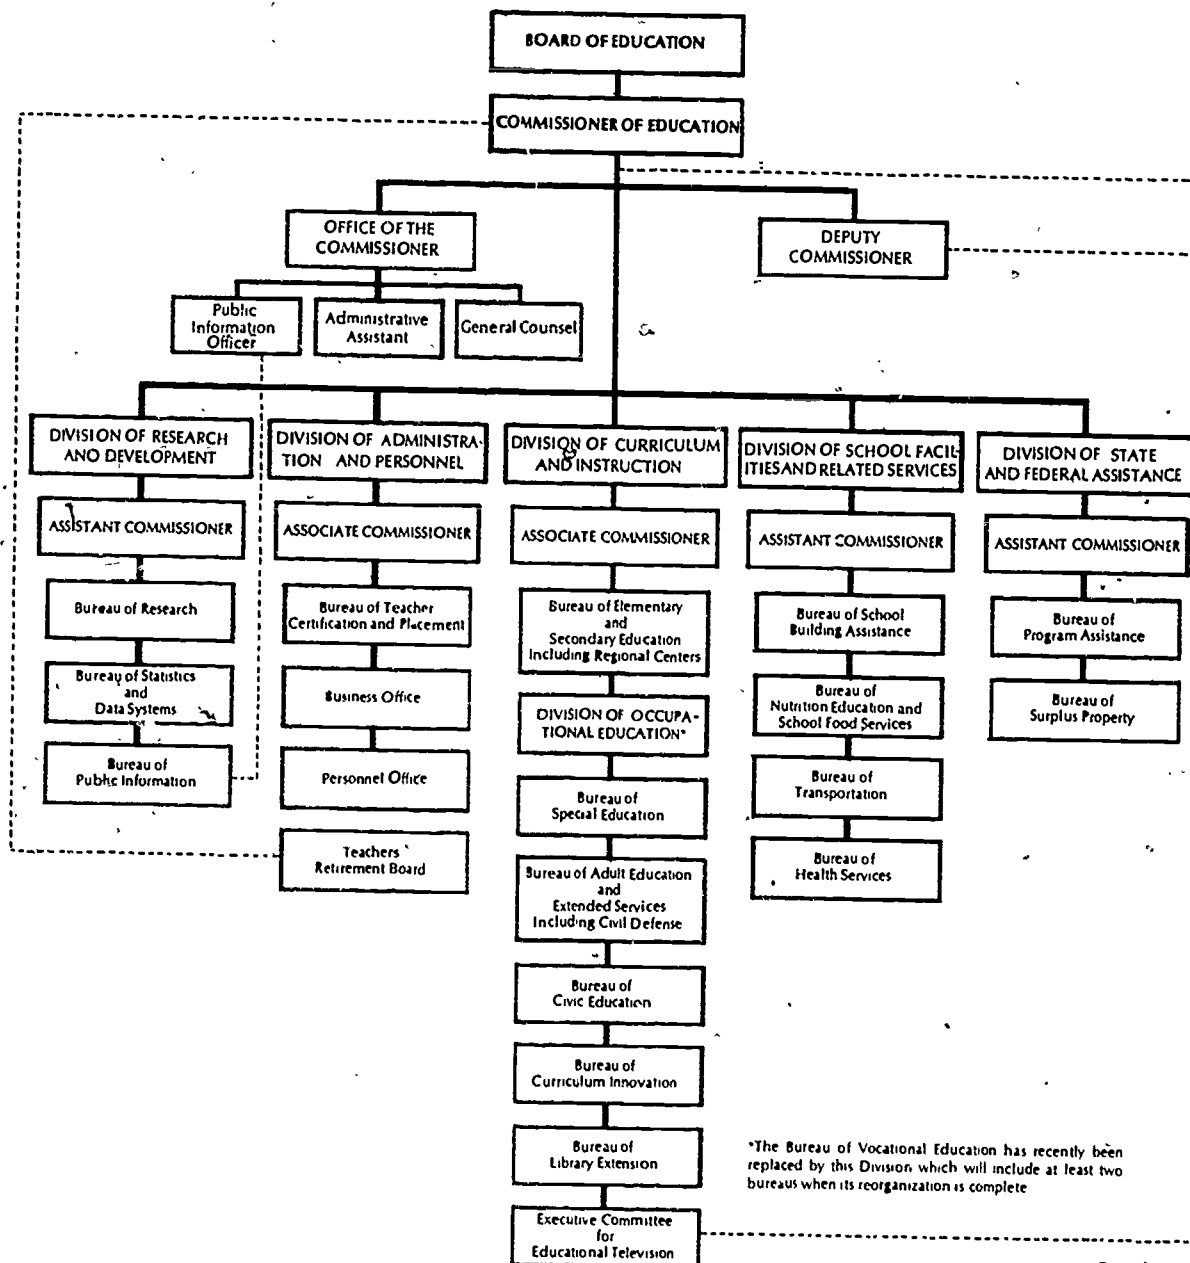 BOARD OF EDUCATION
COMMISSIONER OF EDUCATION
OFFICE OF THE
COMMISSIONER
DEPUTY
COMMISSIONER
Public
Information
Officer
Administrative
Assistant
General Counsel
DIVISION OF RESEARCH
AND DEVELOPMENT
ASSISTANT COMMISSIONER
Bureau of Research
Bureau of Statistics
and
Data Systems
Bureau of
Public Information
DIVISION OF ADMINISTRA-
TION AND PERSONNEL
ASSOCIATE COMMISSIONER
Bureau of Teacher
Certification and Placement
Business Office
Personnel Office
Teachers'
Retirement Board
DIVISION OF CURRICULUM
AND INSTRUCTION
ASSOCIATE COMMISSIONER
Bureau of Elementary
and
Secondary Education
Including Regional Centers
DIVISION OF OCCUPA-
TIONAL EDUCATION*
Bureau of
Special Education
Bureau of Adult Education
and
Extended Services
Including Civil Defense
Bureau of
Civic Education
Bureau of
Curriculum Innovation
Bureau of
Library Extension
Executive Committee
for
Educational Television
DIVISION OF SCHOOL FACIL-
ITIES AND RELATED SERVICES
ASSISTANT COMMISSIONER
Bureau of School
Building Assistance
Bureau of
Nutrition Education and
School Food Services
Bureau of
Transportation
Bureau of
Health Services
DIVISION OF STATE
AND FEDERAL ASSISTANCE
ASSISTANT COMMISSIONER
Bureau of
Program Assistance
Bureau of
Surplus Property
*The Bureau of Vocational Education has recently been
replaced by this Division which will include at least two
bureaus when its reorganization is complete